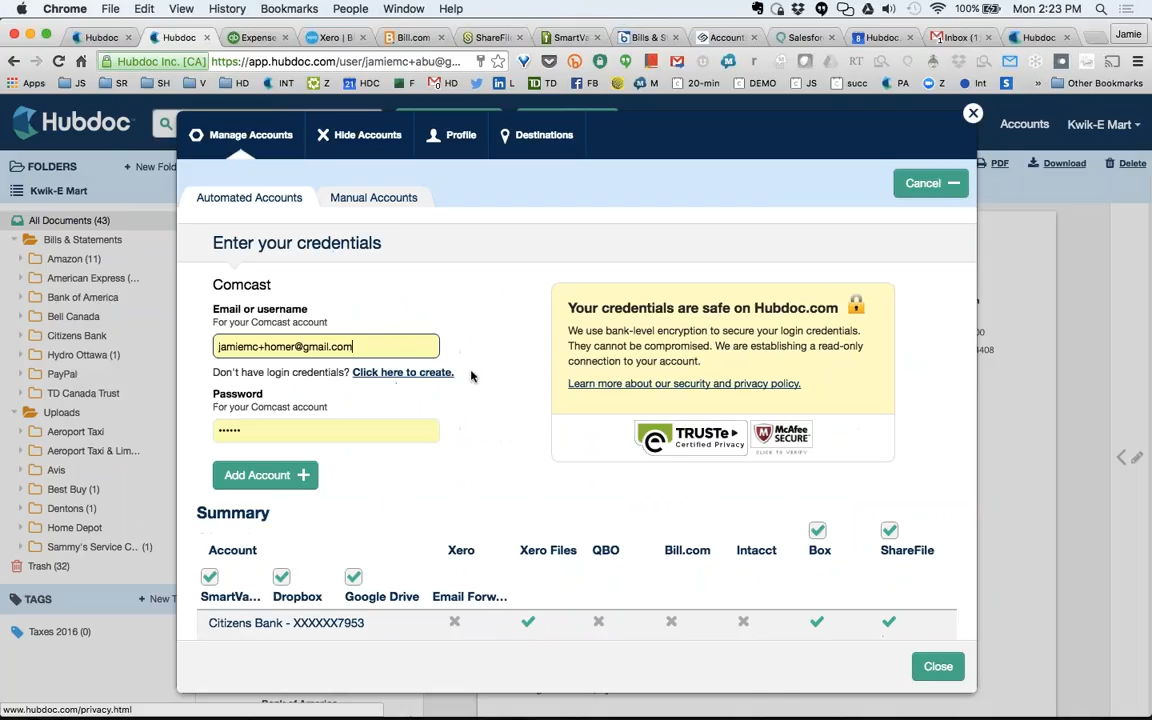 Chrome File Edit View History Bookmarks People Window Help 100% Mon 2:23 PM
Hubdoc Hubdoc Expense Xero | B Bill.com ShareFil SmartVa Bills & S Account Salesfor Hubdoc. Inbox (1 Hubdoc Jamie
Hubdoc Inc. [CA] https://app.hubdoc.com/user/jamiemc+abu@g...
Apps JS SR SH V HD INT Z HDC F HD V L TD FB M 20-min DEMO JS succ PA Int S » Other Bookmarks
Hubdoc
Manage Accounts Hide Accounts Profile Destinations
Accounts Kwik-E Mart
FOLDERS + New Fold
PDF Download Delete
Kwik-E Mart
Cancel
Automated Accounts Manual Accounts
All Documents (43)
Bills & Statements
Amazon (11)
American Express (...
Bank of America
Bell Canada
Citizens Bank
Hydro Ottawa (1)
PayPal
TD Canada Trust
Uploads
Aeroport Taxi
Aeroport Taxi & Lim...
Avis
Best Buy (1)
Dentons (1)
Home Depot
Sammy's Service C.. (1)
Trash (32)
TAGS + New T
Taxes 2016 (0)
Enter your credentials
Comcast
Email or username
For your Comcast account
jamiemc+homer@gmail.com
Don't have login credentials? Click here to create.
Password
For your Comcast account
••••••
Add Account +
Your credentials are safe on Hubdoc.com
We use bank-level encryption to secure your login credentials.
They cannot be compromised. We are establishing a read-only
connection to your account.
Learn more about our security and privacy policy.
TRUSTe
Certified Privacy
McAfee
SECURE
CLICK TO VERIFY
Summary
Account Xero Xero Files QBO Bill.com Intacct Box ShareFile
SmartVa... Dropbox Google Drive Email Forw...
Citizens Bank - XXXXXX7953
Close
www.hubdoc.com/privacy.html